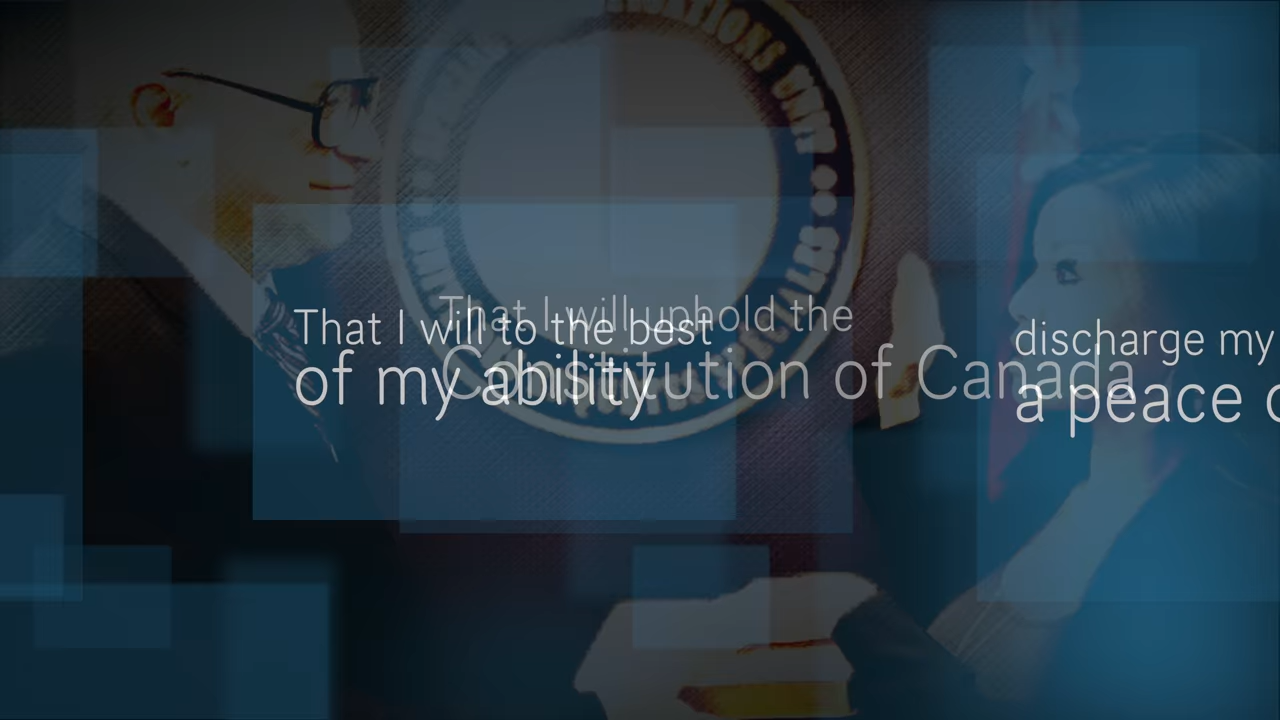 That I will uphold the
Constitution of Canada
That I will to the best
of my ability
discharge my
a peace